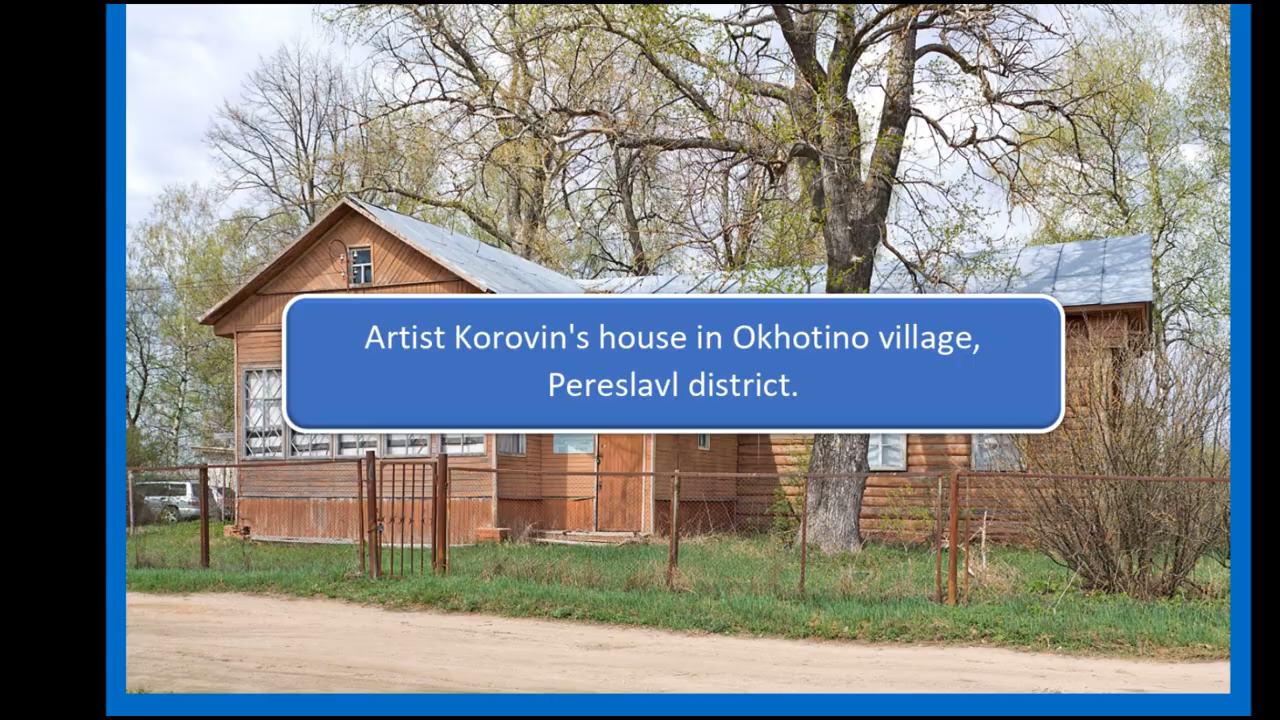 Artist Korovin's house in Okhotino village,
Pereslavl district.